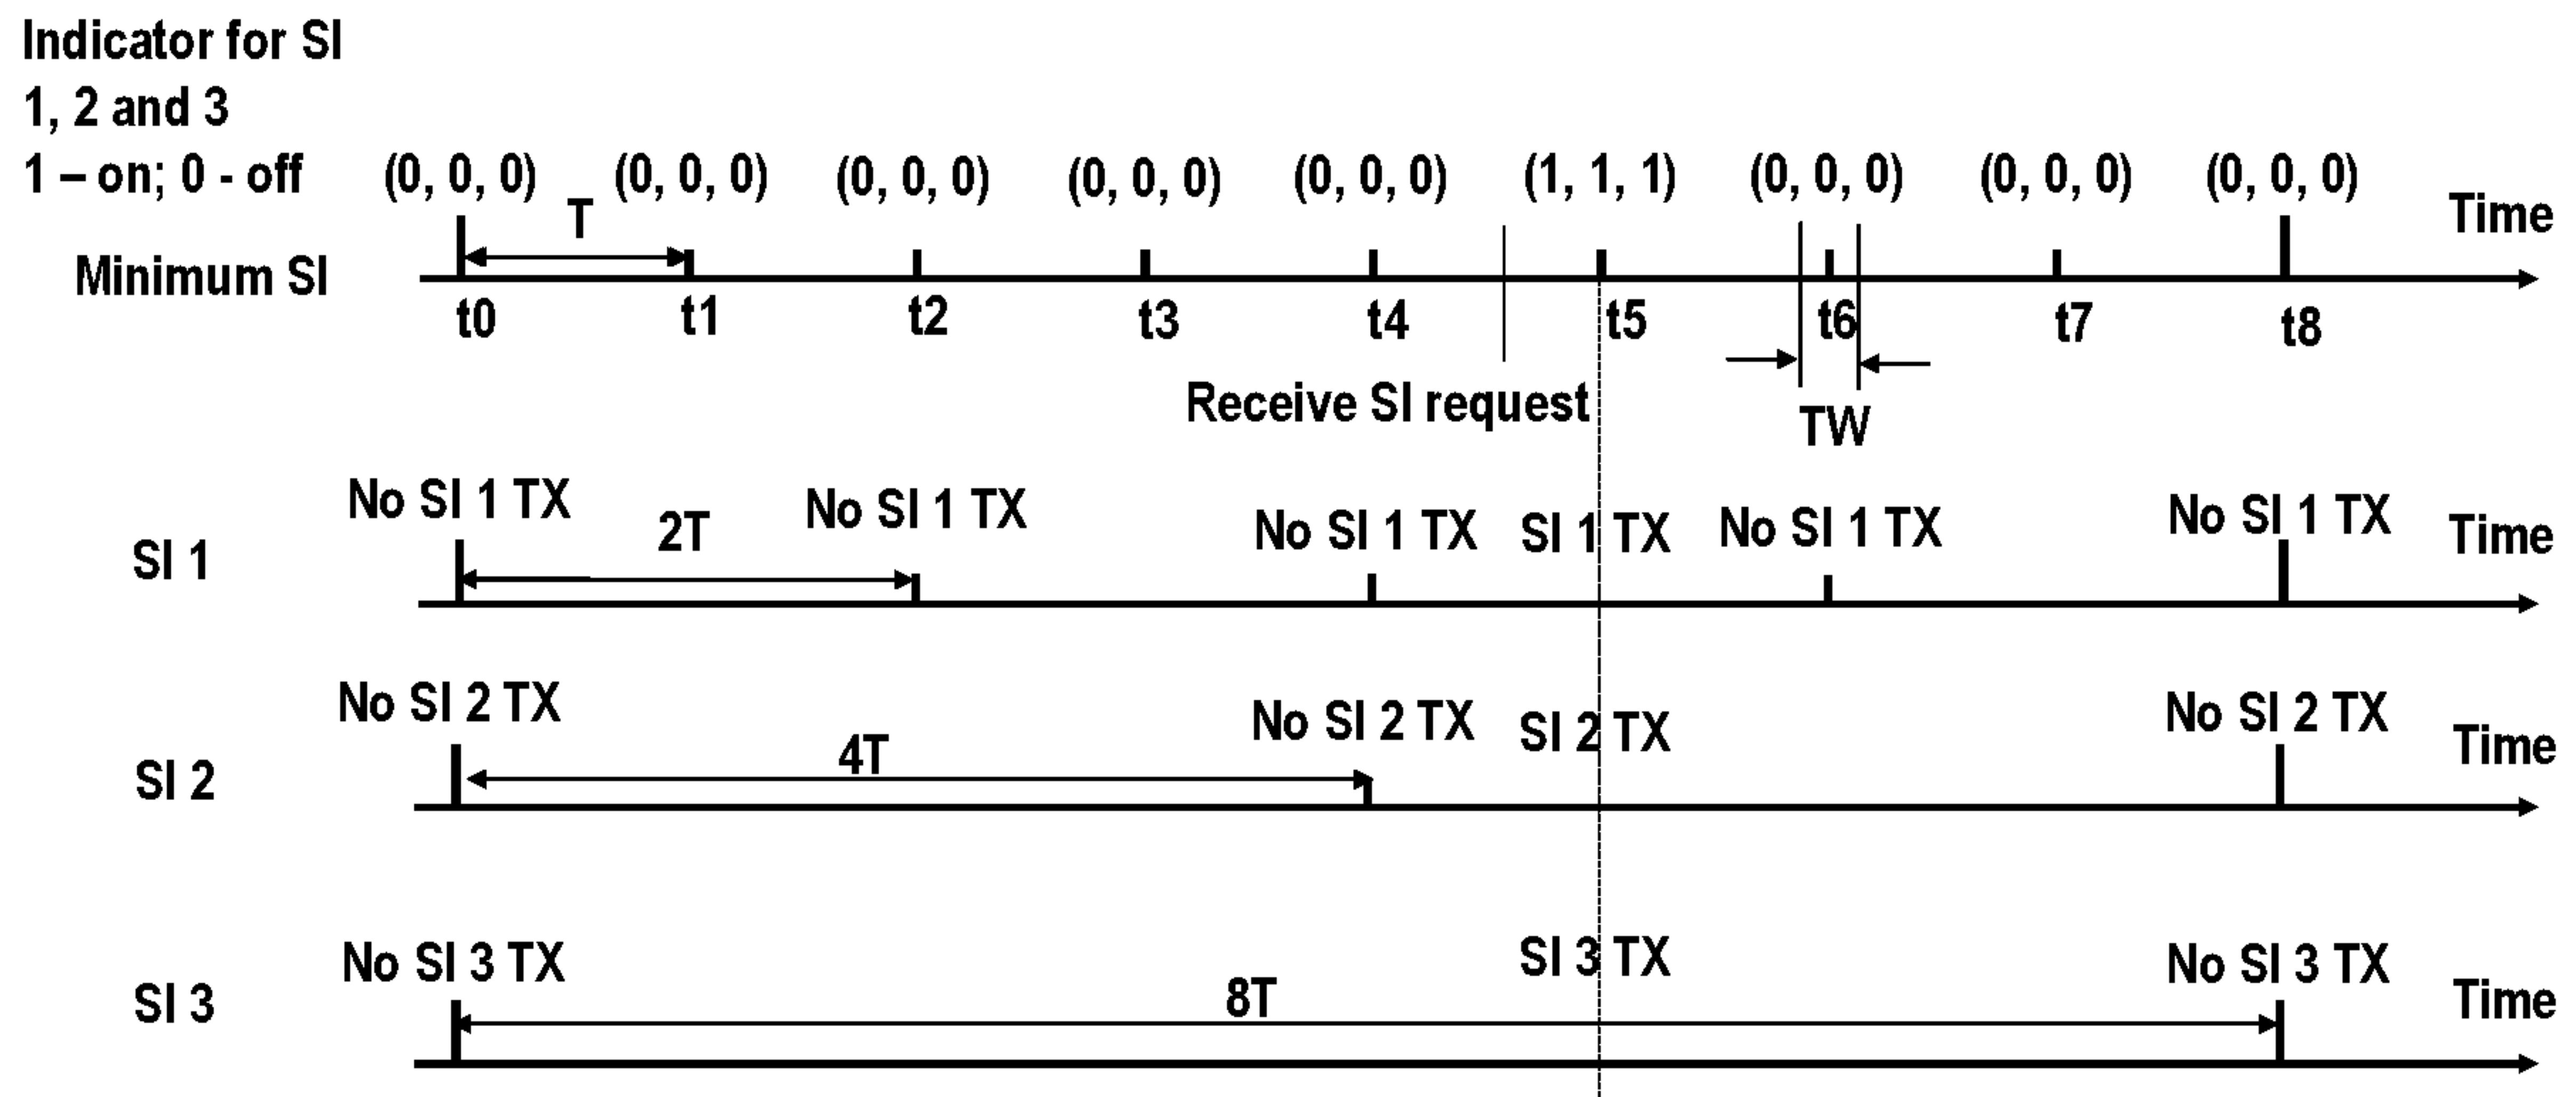 Indicator for SI
1, 2 and 3
1 – on; 0 - off
(0, 0, 0) (0, 0, 0) (0, 0, 0) (0, 0, 0) (0, 0, 0) (1, 1, 1) (0, 0, 0) (0, 0, 0) (0, 0, 0)
T
Time
Minimum SI
t0 t1 t2 t3 t4 t5 t6 t7 t8
Receive SI request
TW
No SI 1 TX 2T No SI 1 TX No SI 1 TX SI 1 TX No SI 1 TX No SI 1 TX Time
SI 1
No SI 2 TX 4T No SI 2 TX SI 2 TX No SI 2 TX Time
SI 2
No SI 3 TX 8T SI 3 TX No SI 3 TX Time
SI 3